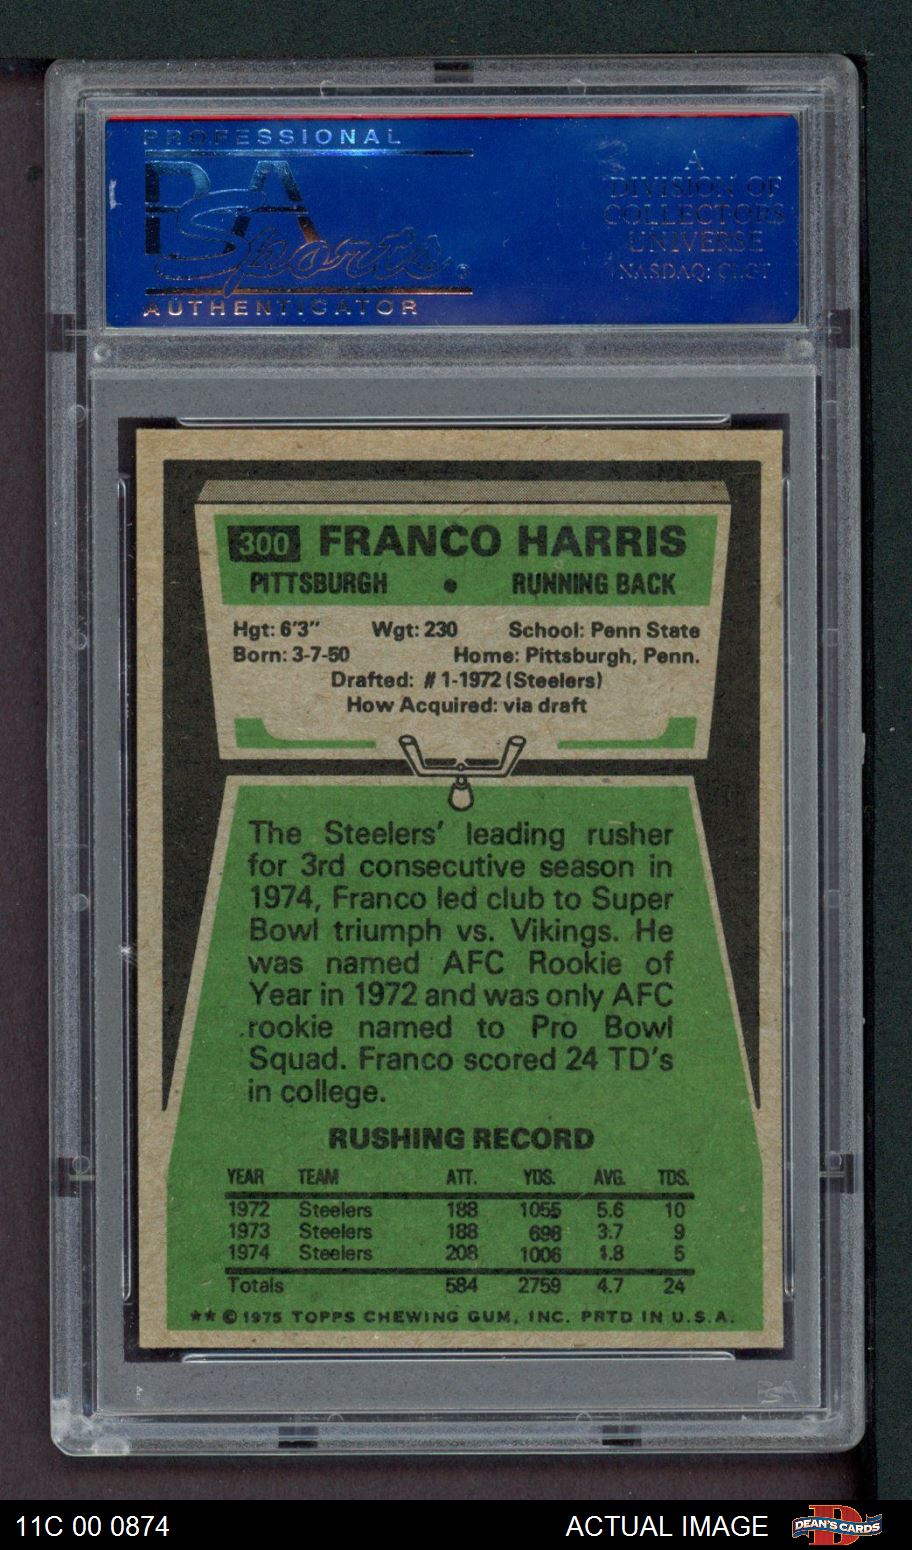 PROFESSIONAL
PSA
Sports
AUTHENTICATOR
A
DIVISION OF
COLLECTORS
UNIVERSE
NASDAQ: CLCT
300 FRANCO HARRIS
PITTSBURGH • RUNNING BACK
Hgt: 6'3" Wgt: 230 School: Penn State
Born: 3-7-50 Home: Pittsburgh, Penn.
Drafted: #1-1972 (Steelers)
How Acquired: via draft
The Steelers' leading rusher
for 3rd consecutive season in
1974, Franco led club to Super
Bowl triumph vs. Vikings. He
was named AFC Rookie of
Year in 1972 and was only AFC
rookie named to Pro Bowl
Squad. Franco scored 24 TD's
in college.
RUSHING RECORD
YEAR TEAM ATT. YDS. AVG. TDS.
1972 Steelers 188 1055 5.6 10
1973 Steelers 188 698 3.7 9
1974 Steelers 208 1006 4.8 5
Totals 584 2759 4.7 24
** © 1975 TOPPS CHEWING GUM, INC. PRTD IN U.S.A.
PSA
11C 00 0874
ACTUAL IMAGE
DEAN'S CARDS